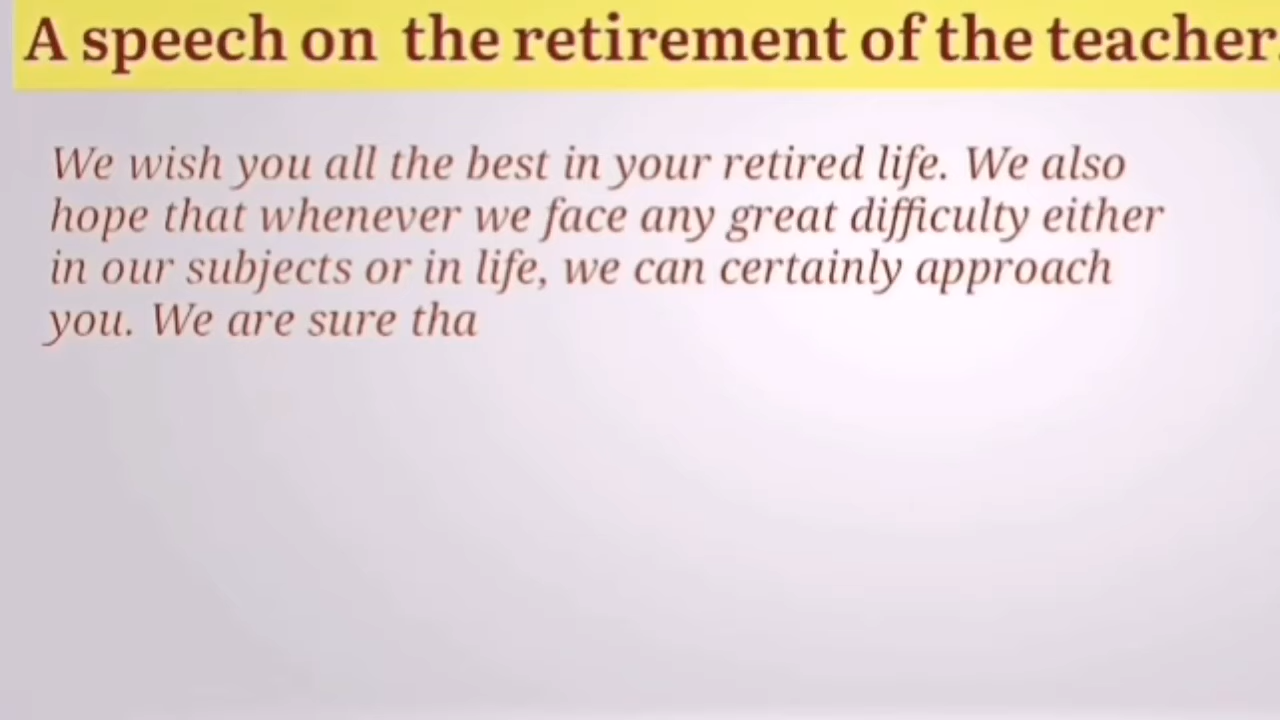 A speech on the retirement of the teacher.
We wish you all the best in your retired life. We also
hope that whenever we face any great difficulty either
in our subjects or in life, we can certainly approach
you. We are sure tha